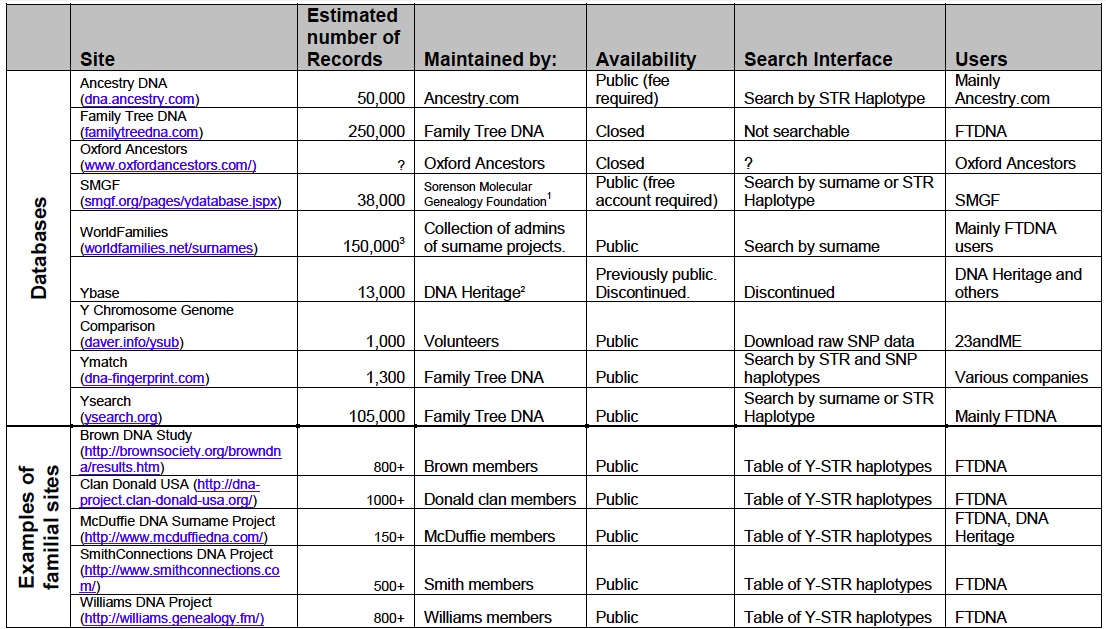 Site
Estimated
number of
Records
Maintained by:
Availability
Search Interface
Users
Databases
Ancestry DNA
(dna.ancestry.com)
50,000
Ancestry.com
Public (fee
required)
Search by STR Haplotype
Mainly
Ancestry.com
Family Tree DNA
(familytreedna.com)
250,000
Family Tree DNA
Closed
Not searchable
FTDNA
Oxford Ancestors
(www.oxfordancestors.com/)
?
Oxford Ancestors
Closed
?
Oxford Ancestors
SMGF
(smgf.org/pages/ydatabase.jspx)
38,000
Sorenson Molecular
Genealogy Foundation¹
Public (free
account required)
Search by surname or STR
Haplotype
SMGF
WorldFamilies
(worldfamilies.net/surnames)
150,000³
Collection of admins
of surname projects.
Public
Search by surname
Mainly FTDNA
users
Ybase
13,000
DNA Heritage²
Previously public.
Discontinued.
Discontinued
DNA Heritage and
others
Y Chromosome Genome
Comparison
(daver.info/ysub)
1,000
Volunteers
Public
Download raw SNP data
23andME
Ymatch
(dna-fingerprint.com)
1,300
Family Tree DNA
Public
Search by STR and SNP
haplotypes
Various companies
Ysearch
(ysearch.org)
105,000
Family Tree DNA
Public
Search by surname or STR
Haplotype
Mainly FTDNA
Examples of
familial sites
Brown DNA Study
(http://brownsociety.org/browndn
a/results.htm)
800+
Brown members
Public
Table of Y-STR haplotypes
FTDNA
Clan Donald USA (http://dna-
project.clan-donald-usa.org/)
1000+
Donald clan members
Public
Table of Y-STR haplotypes
FTDNA
McDuffie DNA Surname Project
(http://www.mcduffiedna.com/)
150+
McDuffie members
Public
Table of Y-STR haplotypes
FTDNA, DNA
Heritage
SmithConnections DNA Project
(http://www.smithconnections.co
m/)
500+
Smith members
Public
Table of Y-STR haplotypes
FTDNA
Williams DNA Project
(http://williams.genealogy.fm/)
800+
Williams members
Public
Table of Y-STR haplotypes
FTDNA